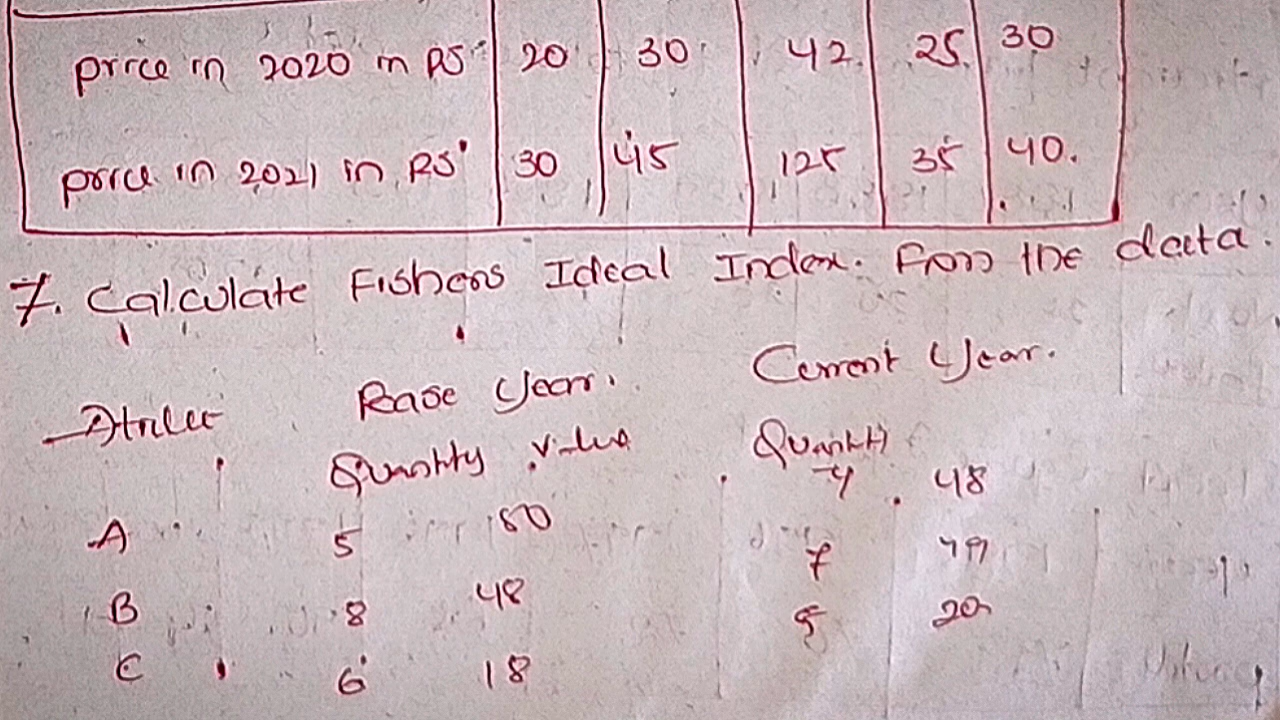 price in 2020 in RS 20 30 42 25 30
price in 2021 in RS 30 45 125 35 40.
7. Calculate Fishers Ideal Index. From the data.
Base Year. Current Year.
Quantity value Quantity
A 5 50 4 48
B 8 48 7 49
C 6 18 5 20